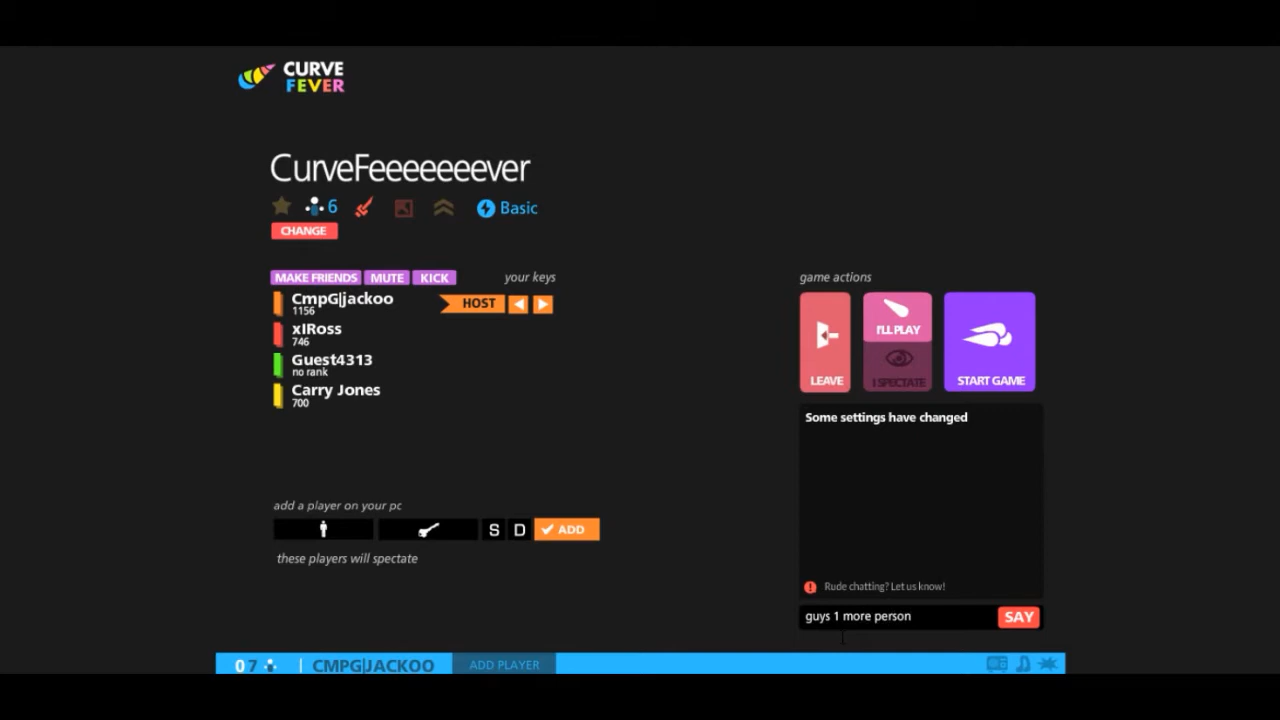 CURVE
FEVER
CurveFeeeeeeever
6 Basic
CHANGE
MAKE FRIENDS MUTE KICK your keys
CmpG|jackoo HOST
1156
xIRoss
746
Guest4313
no rank
Carry Jones
700
game actions
LEAVE I'LL PLAY I SPECTATE START GAME
Some settings have changed
Rude chatting? Let us know!
guys 1 more person SAY
add a player on your pc
S D ADD
these players will spectate
07 | CMPG|JACKOO ADD PLAYER